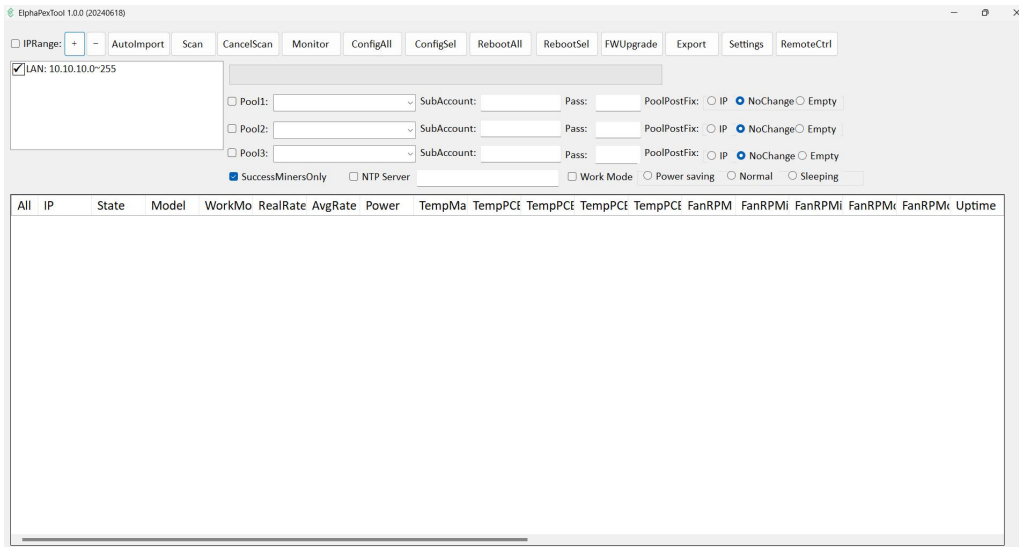 ElphaPexTool 1.0.0 (20240618)
IPRange: + - AutoImport Scan CancelScan Monitor ConfigAll ConfigSel RebootAll RebootSel FWUpgrade Export Settings RemoteCtrl
LAN: 10.10.10.0~255
Pool1: SubAccount: Pass: PoolPostFix: IP NoChange Empty
Pool2: SubAccount: Pass: PoolPostFix: IP NoChange Empty
Pool3: SubAccount: Pass: PoolPostFix: IP NoChange Empty
SuccessMinersOnly NTP Server Work Mode Power saving Normal Sleeping
All IP State Model WorkMo RealRate AvgRate Power TempMa TempPCE TempPCE TempPCE TempPCE FanRPM FanRPMi FanRPMi FanRPMc FanRPMc Uptime